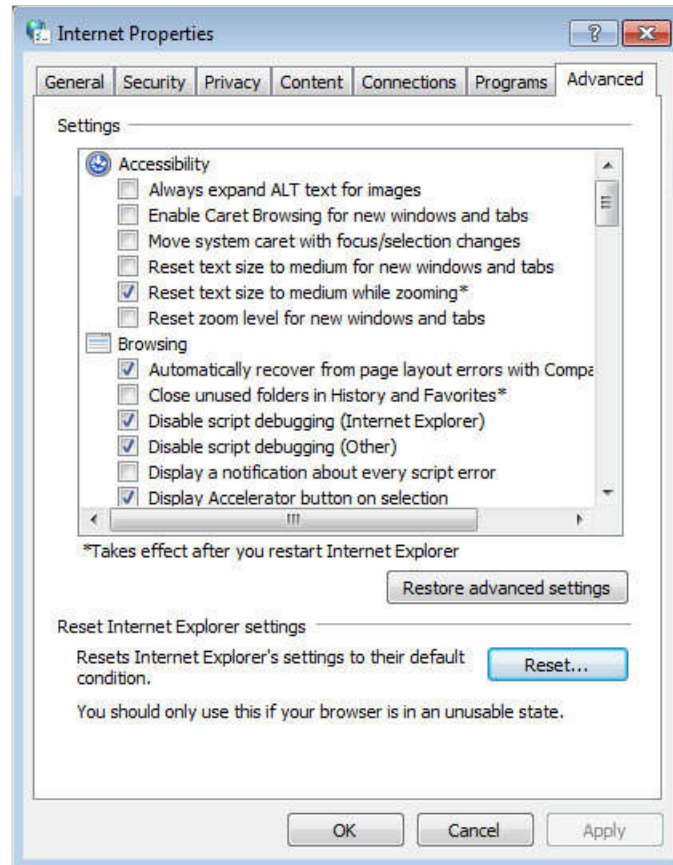 Internet Properties
General Security Privacy Content Connections Programs Advanced
Settings
Accessibility
Always expand ALT text for images
Enable Caret Browsing for new windows and tabs
Move system caret with focus/selection changes
Reset text size to medium for new windows and tabs
Reset text size to medium while zooming*
Reset zoom level for new windows and tabs
Browsing
Automatically recover from page layout errors with Compa
Close unused folders in History and Favorites*
Disable script debugging (Internet Explorer)
Disable script debugging (Other)
Display a notification about every script error
Display Accelerator button on selection
*Takes effect after you restart Internet Explorer
Restore advanced settings
Reset Internet Explorer settings
Resets Internet Explorer's settings to their default
condition.
Reset...
You should only use this if your browser is in an unusable state.
OK Cancel Apply